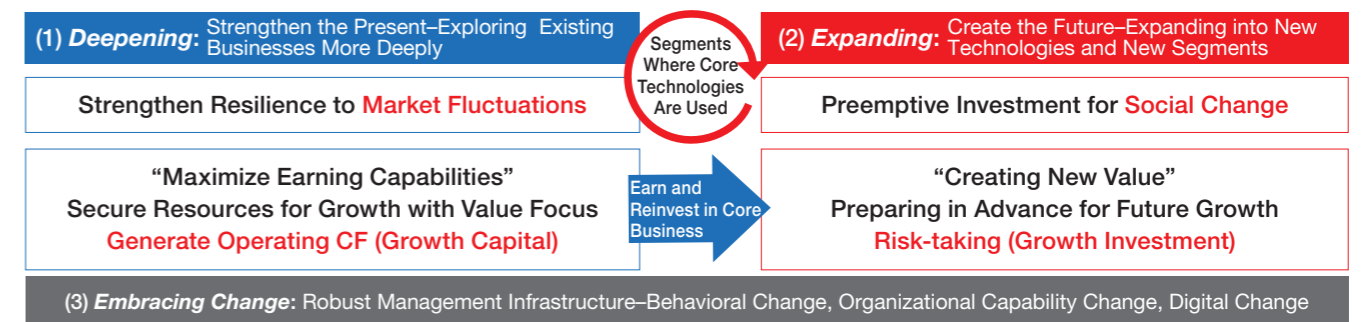 (1) Deepening: Strengthen the Present–Exploring Existing
Businesses More Deeply
Segments
Where Core
Technologies
Are Used
(2) Expanding: Create the Future–Expanding into New
Technologies and New Segments
Strengthen Resilience to Market Fluctuations
Preemptive Investment for Social Change
“Maximize Earning Capabilities”
Secure Resources for Growth with Value Focus
Generate Operating CF (Growth Capital)
Earn and
Reinvest in Core
Business
“Creating New Value”
Preparing in Advance for Future Growth
Risk-taking (Growth Investment)
(3) Embracing Change: Robust Management Infrastructure–Behavioral Change, Organizational Capability Change, Digital Change